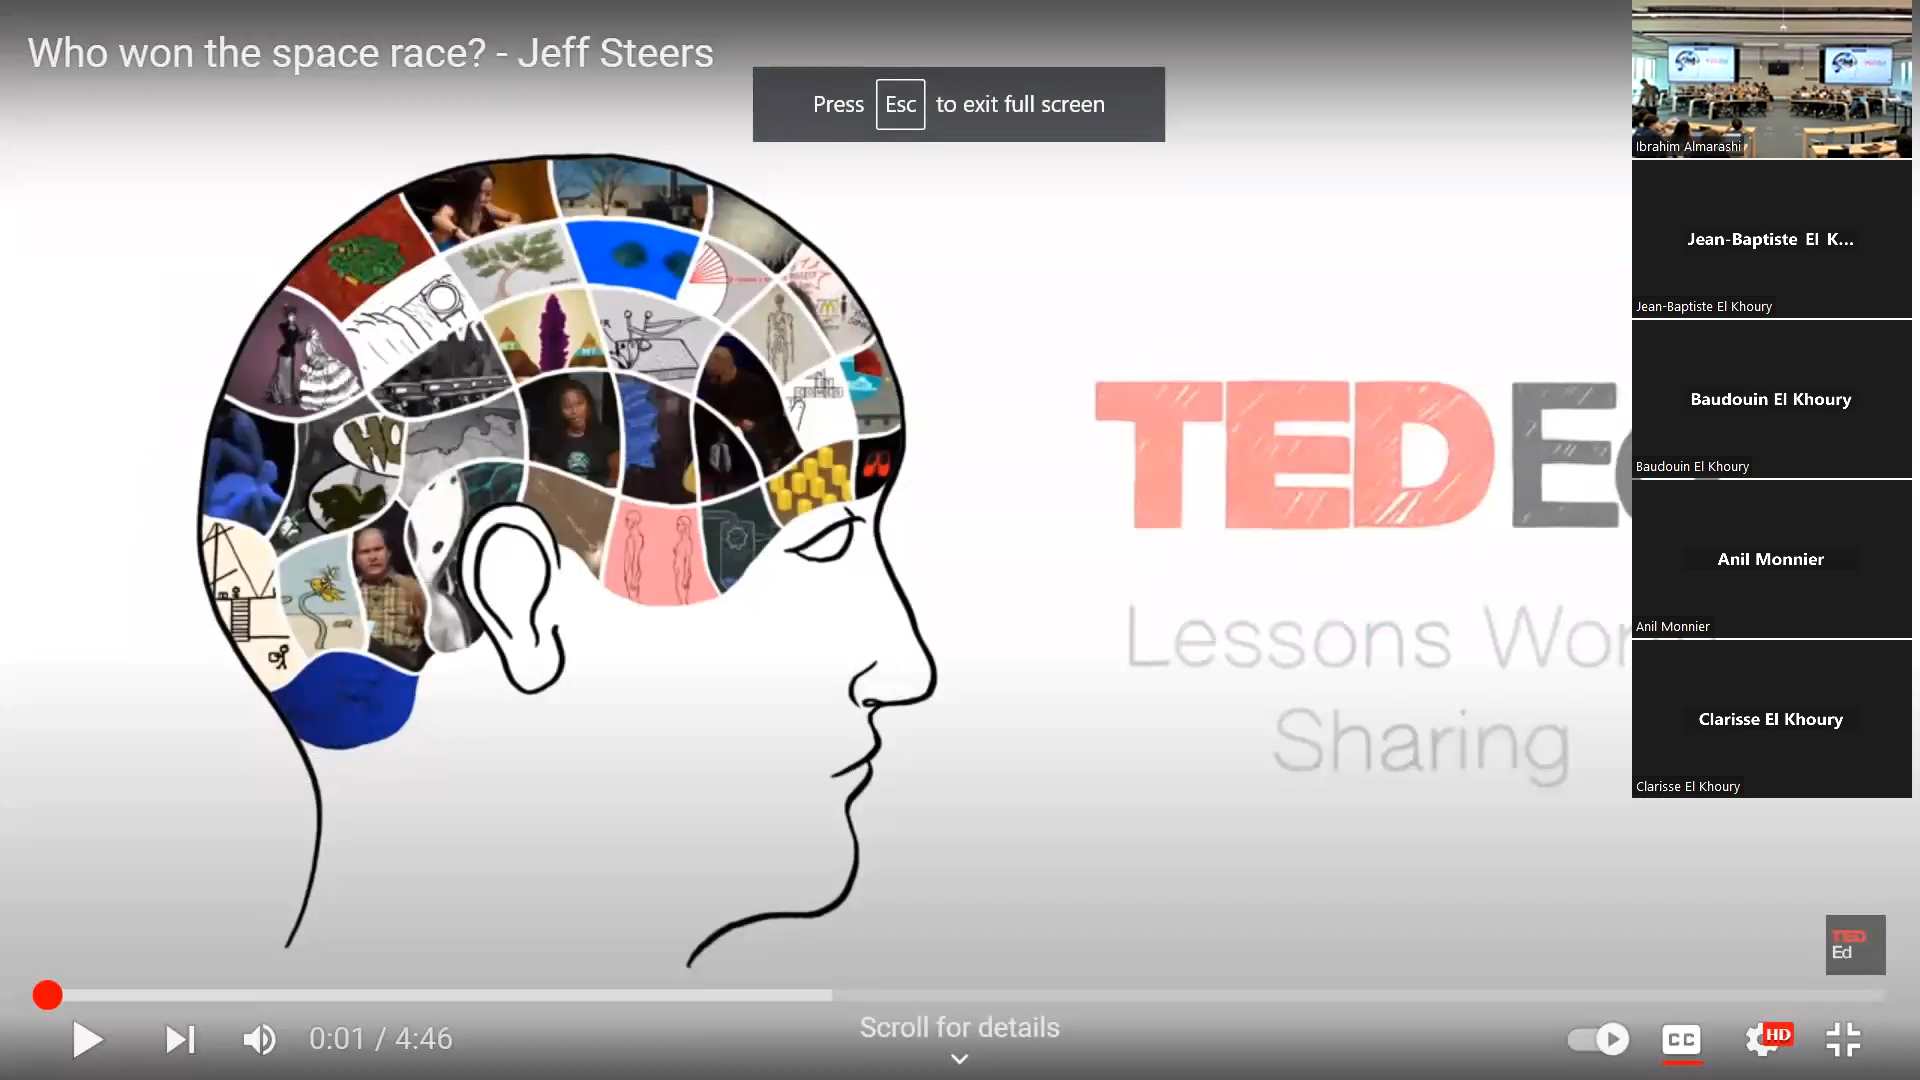 Who won the space race? - Jeff Steers
Press Esc to exit full screen
TED
Lessons Wor
Sharing
TED
Ed
0:01 / 4:46
Scroll for details
CC
HD
Ibrahim Almarashi
Jean-Baptiste El K...
Jean-Baptiste El Khoury
Baudouin El Khoury
Baudouin El Khoury
Anil Monnier
Anil Monnier
Clarisse El Khoury
Clarisse El Khoury